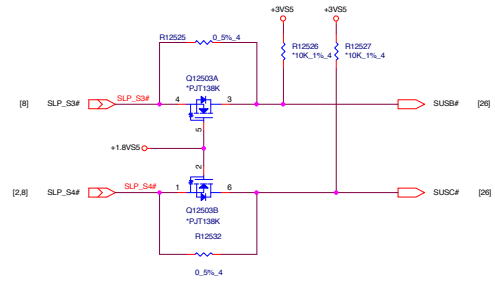 +3VS5
+3VS5
R12525
0_5%_4
R12526
*10K_1%_4
R12527
*10K_1%_4
Q12503A
*PJT138K
[8]
SLP_S3#
SLP_S3#
4
3
SUSB#
[26]
5
+1.8VS5
2
[2,8]
SLP_S4#
SLP_S4#
1
6
SUSC#
[26]
Q12503B
*PJT138K
R12532
0_5%_4